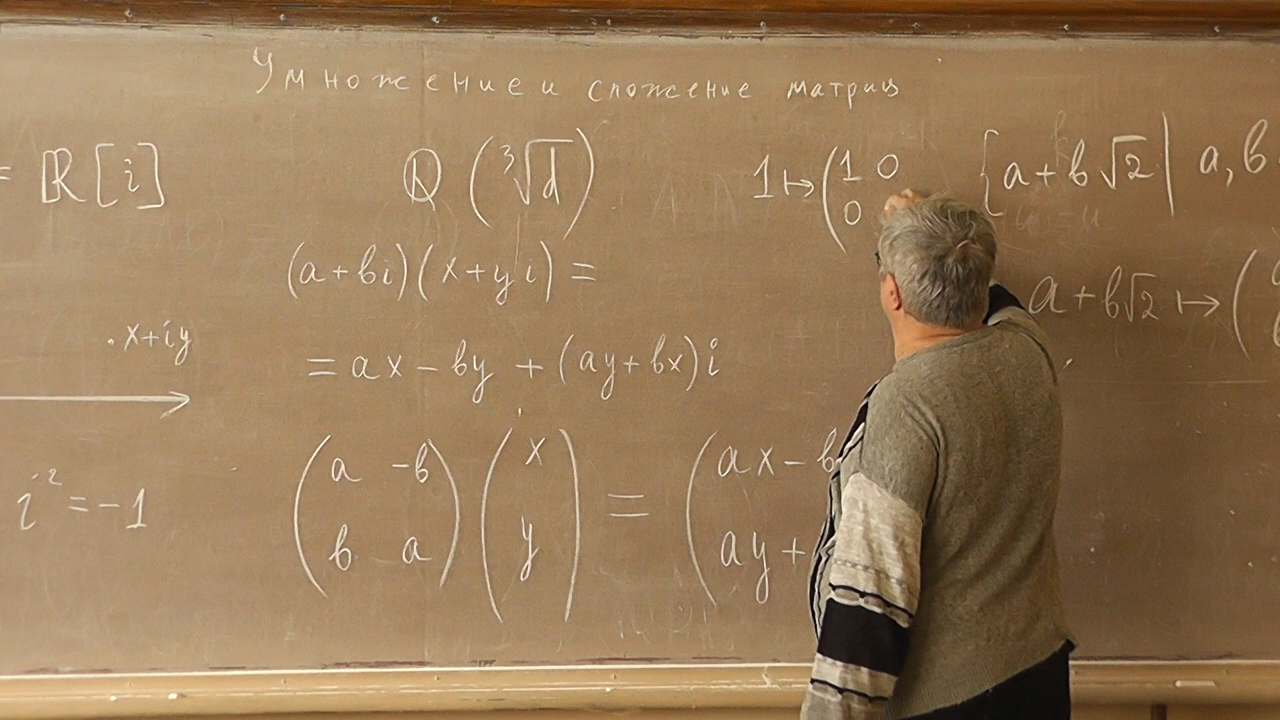 Умножение и сложение матриц
= ℝ[i]
ℚ(∛d)
1 ↦ (1 0
0
{a+b√2 | a, b
(a+bi)(x+yi) =
a+b√2 ↦ (
. x+iy
= ax - by + (ay+bx)i
(a -b
b a)
(x
y)
=
(ax - b
ay +
i² = -1